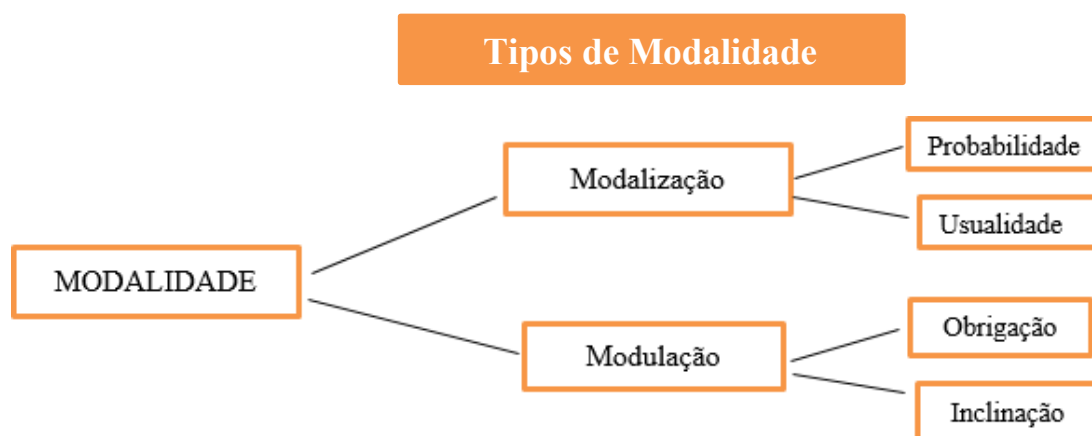 Tipos de Modalidade
Probabilidade
Modalização
Usualidade
MODALIDADE
Obrigação
Modulação
Inclinação